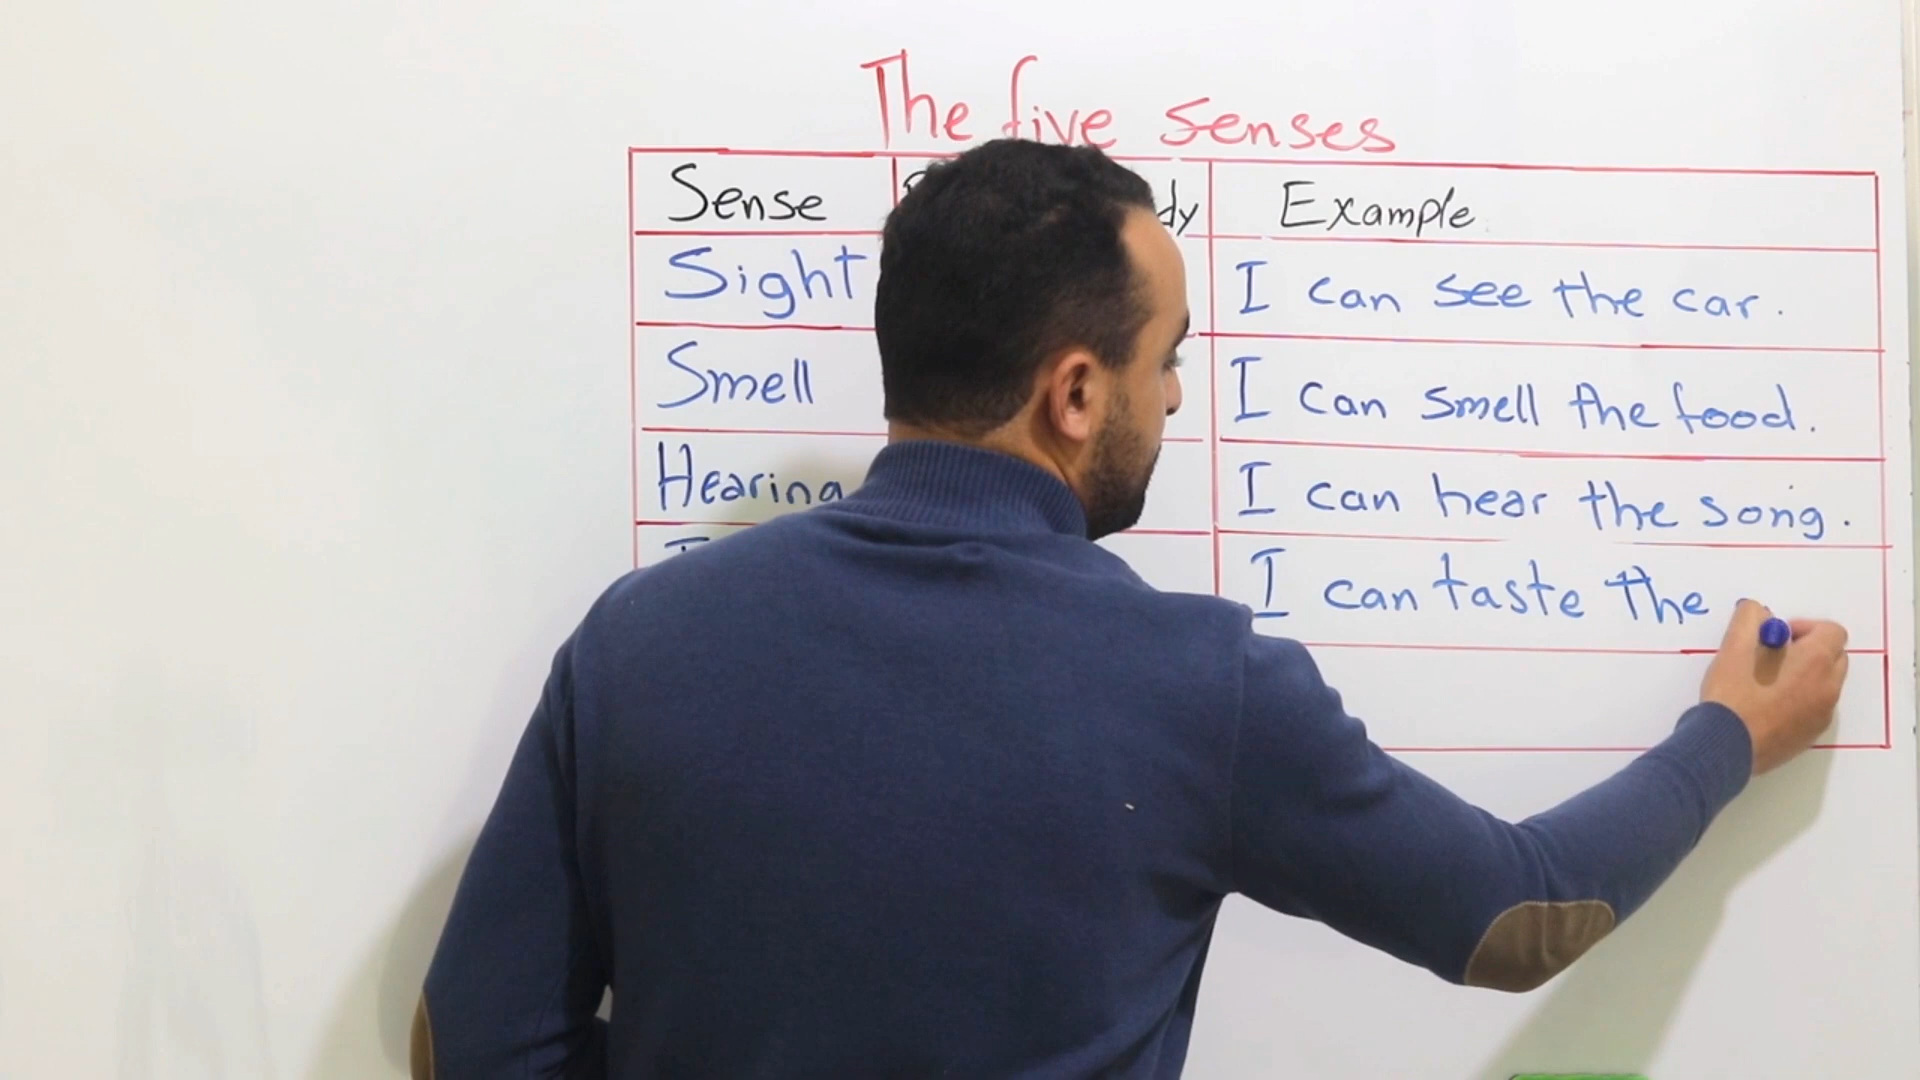 The five senses
Sense Example
Sight I can see the car.
Smell I can smell the food.
Hearing I can hear the song.
I can taste the